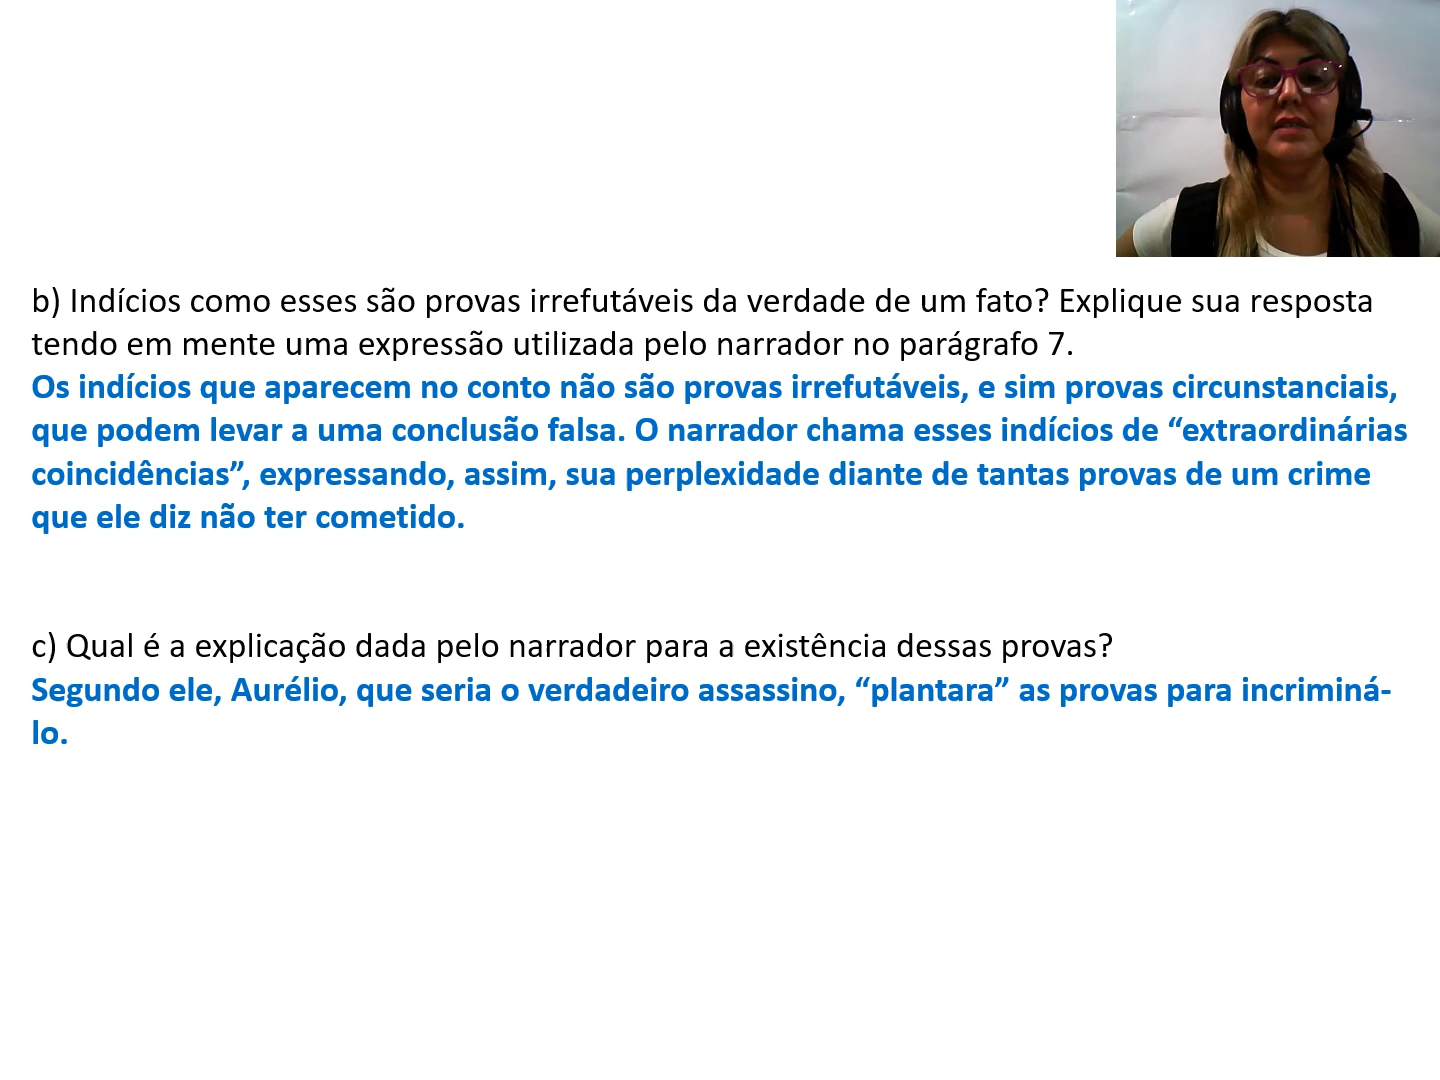 b) Indícios como esses são provas irrefutáveis da verdade de um fato? Explique sua resposta
tendo em mente uma expressão utilizada pelo narrador no parágrafo 7.
Os indícios que aparecem no conto não são provas irrefutáveis, e sim provas circunstanciais,
que podem levar a uma conclusão falsa. O narrador chama esses indícios de “extraordinárias
coincidências”, expressando, assim, sua perplexidade diante de tantas provas de um crime
que ele diz não ter cometido.
c) Qual é a explicação dada pelo narrador para a existência dessas provas?
Segundo ele, Aurélio, que seria o verdadeiro assassino, “plantara” as provas para incriminá-
lo.